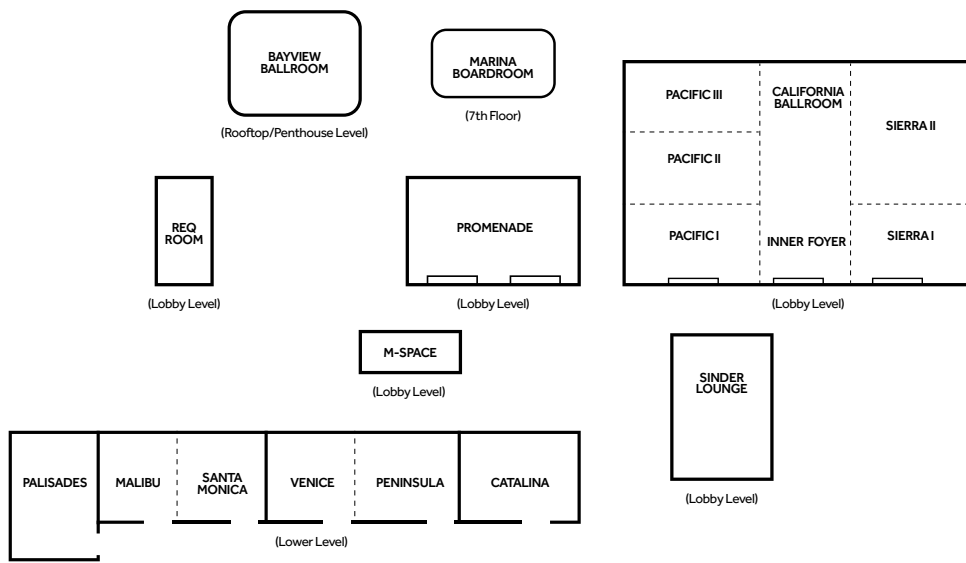 BAYVIEW
BALLROOM
(Rooftop/Penthouse Level)
MARINA
BOARDROOM
(7th Floor)
PACIFIC III
CALIFORNIA
BALLROOM
SIERRA II
PACIFIC II
PACIFIC I
INNER FOYER
SIERRA I
(Lobby Level)
REQ
ROOM
(Lobby Level)
PROMENADE
(Lobby Level)
M-SPACE
(Lobby Level)
SINDER
LOUNGE
(Lobby Level)
PALISADES
MALIBU
SANTA
MONICA
VENICE
PENINSULA
CATALINA
(Lower Level)